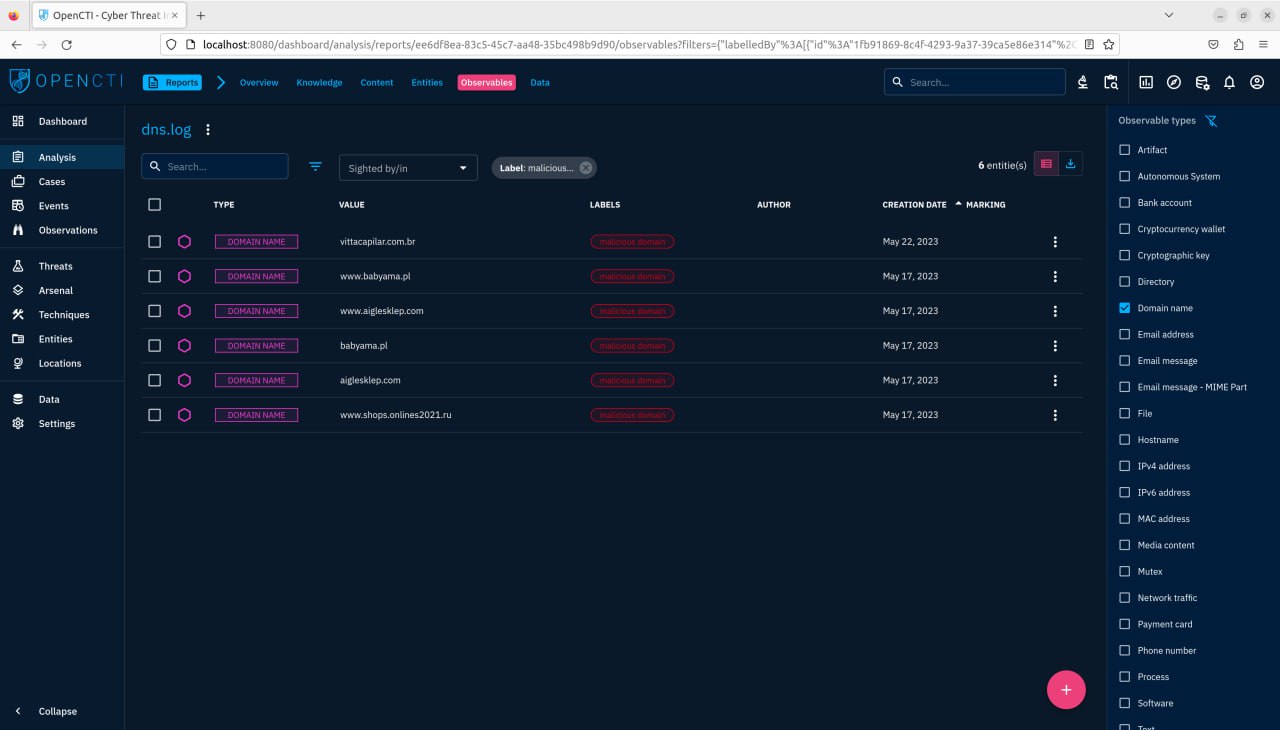 OpenCTI - Cyber Threat I
localhost:8080/dashboard/analysis/reports/ee6df8ea-83c5-45c7-aa48-35bc498b9d90/observables?filters={"labelledBy"%3A[{"id"%3A"1fb91869-8c4f-4293-9a37-39ca5e86e314"%2C
OPENCTI
Reports
Overview
Knowledge
Content
Entities
Observables
Data
Search...
Dashboard
Analysis
Cases
Events
Observations
Threats
Arsenal
Techniques
Entities
Locations
Data
Settings
Collapse
dns.log
Search...
Sighted by/in
Label: malicious...
6 entitie(s)
TYPE VALUE LABELS AUTHOR CREATION DATE MARKING
DOMAIN NAME vittacapilar.com.br malicious domain May 22, 2023
DOMAIN NAME www.babyama.pl malicious domain May 17, 2023
DOMAIN NAME www.aiglesklep.com malicious domain May 17, 2023
DOMAIN NAME babyama.pl malicious domain May 17, 2023
DOMAIN NAME aiglesklep.com malicious domain May 17, 2023
DOMAIN NAME www.shops.onlines2021.ru malicious domain May 17, 2023
+
Observable types
Artifact
Autonomous System
Bank account
Cryptocurrency wallet
Cryptographic key
Directory
Domain name
Email address
Email message
Email message - MIME Part
File
Hostname
IPv4 address
IPv6 address
MAC address
Media content
Mutex
Network traffic
Payment card
Phone number
Process
Software
Text